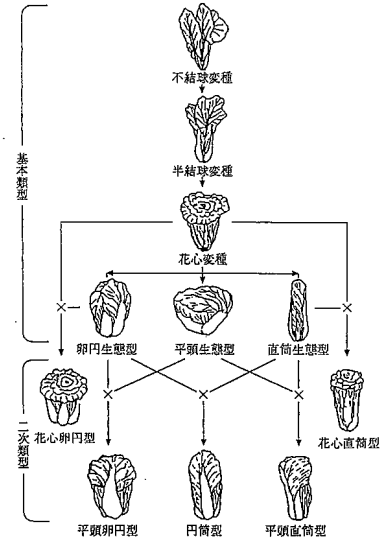 不結球変種
半結球変種
花心変種
基本類型
卵円生態型
平頭生態型
直筒生態型
二次類型
花心卵円型
花心直筒型
平頭卵円型
円筒型
平頭直筒型